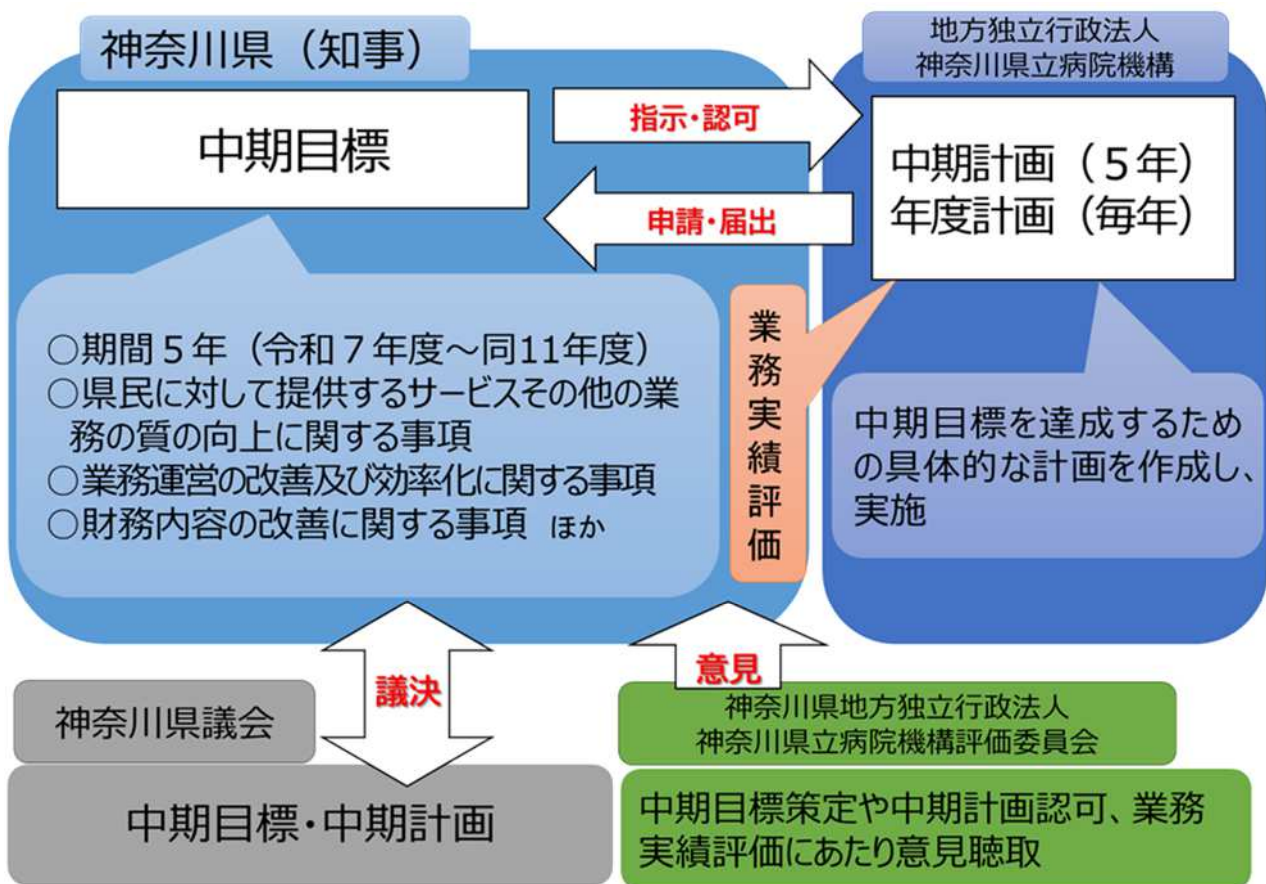 神奈川県（知事）
中期目標
指示・認可
申請・届出
地方独立行政法人
神奈川県立病院機構
中期計画（５年）
年度計画（毎年）
○期間５年（令和７年度～同11年度）
○県民に対して提供するサービスその他の業
務の質の向上に関する事項
○業務運営の改善及び効率化に関する事項
○財務内容の改善に関する事項 ほか
業務実績評価
中期目標を達成するため
の具体的な計画を作成し、
実施
議決
意見
神奈川県議会
中期目標・中期計画
神奈川県地方独立行政法人
神奈川県立病院機構評価委員会
中期目標策定や中期計画認可、業務
実績評価にあたり意見聴取